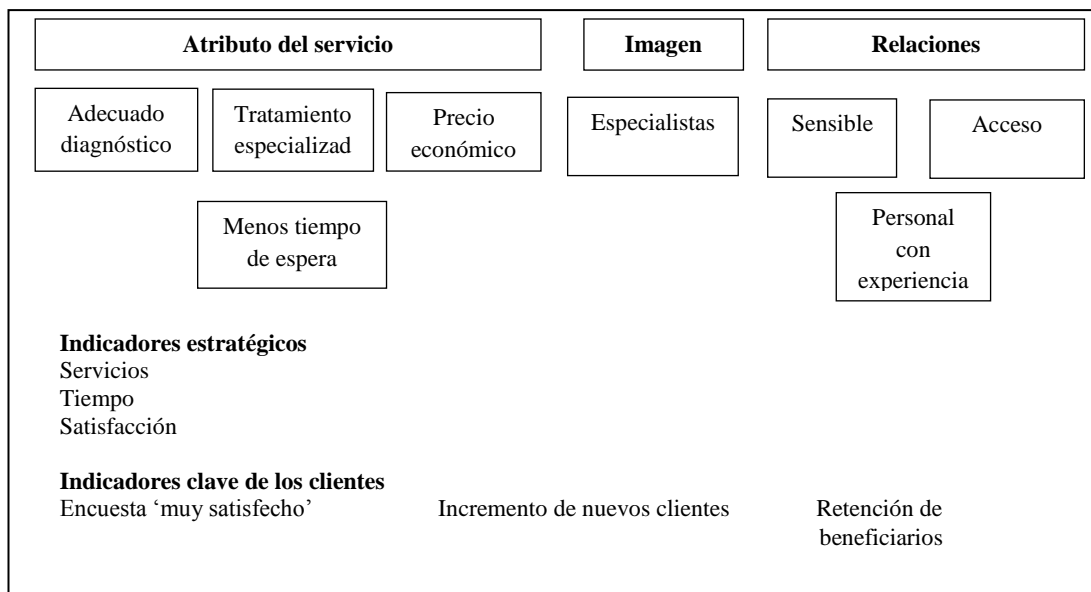 Atributo del servicio
Imagen
Relaciones
Adecuado
diagnóstico
Tratamiento
especializad
Precio
económico
Especialistas
Sensible
Acceso
Menos tiempo
de espera
Personal
con
experiencia
Indicadores estratégicos
Servicios
Tiempo
Satisfacción
Indicadores clave de los clientes
Encuesta ‘muy satisfecho’
Incremento de nuevos clientes
Retención de
beneficiarios